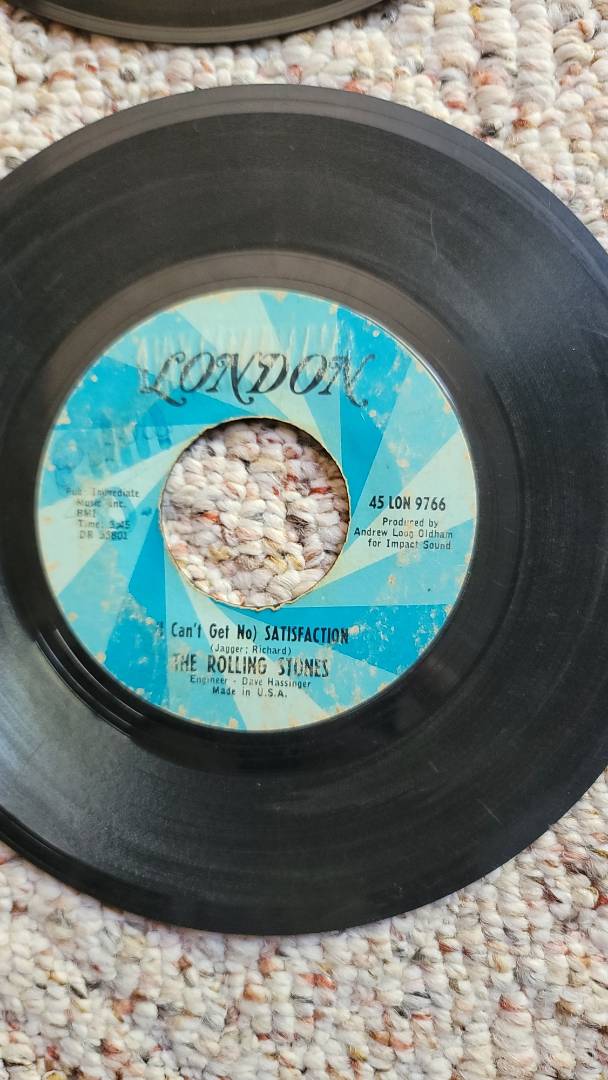 LONDON
Pub: Immediate
Music Inc.
BMI
Time: 3:45
DR 35801
45 LON 9766
Produced by
Andrew Loug Oldham
for Impact Sound
(I Can't Get No) SATISFACTION
(Jagger; Richard)
THE ROLLING STONES
Engineer - Dave Hassinger
Made in U.S.A.